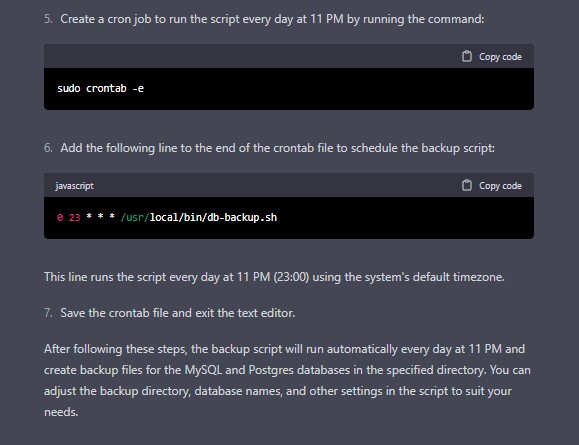 5. Create a cron job to run the script every day at 11 PM by running the command:
Copy code
sudo crontab -e
6. Add the following line to the end of the crontab file to schedule the backup script:
javascript Copy code
0 23 * * * /usr/local/bin/db-backup.sh
This line runs the script every day at 11 PM (23:00) using the system's default timezone.
7. Save the crontab file and exit the text editor.
After following these steps, the backup script will run automatically every day at 11 PM and
create backup files for the MySQL and Postgres databases in the specified directory. You can
adjust the backup directory, database names, and other settings in the script to suit your
needs.